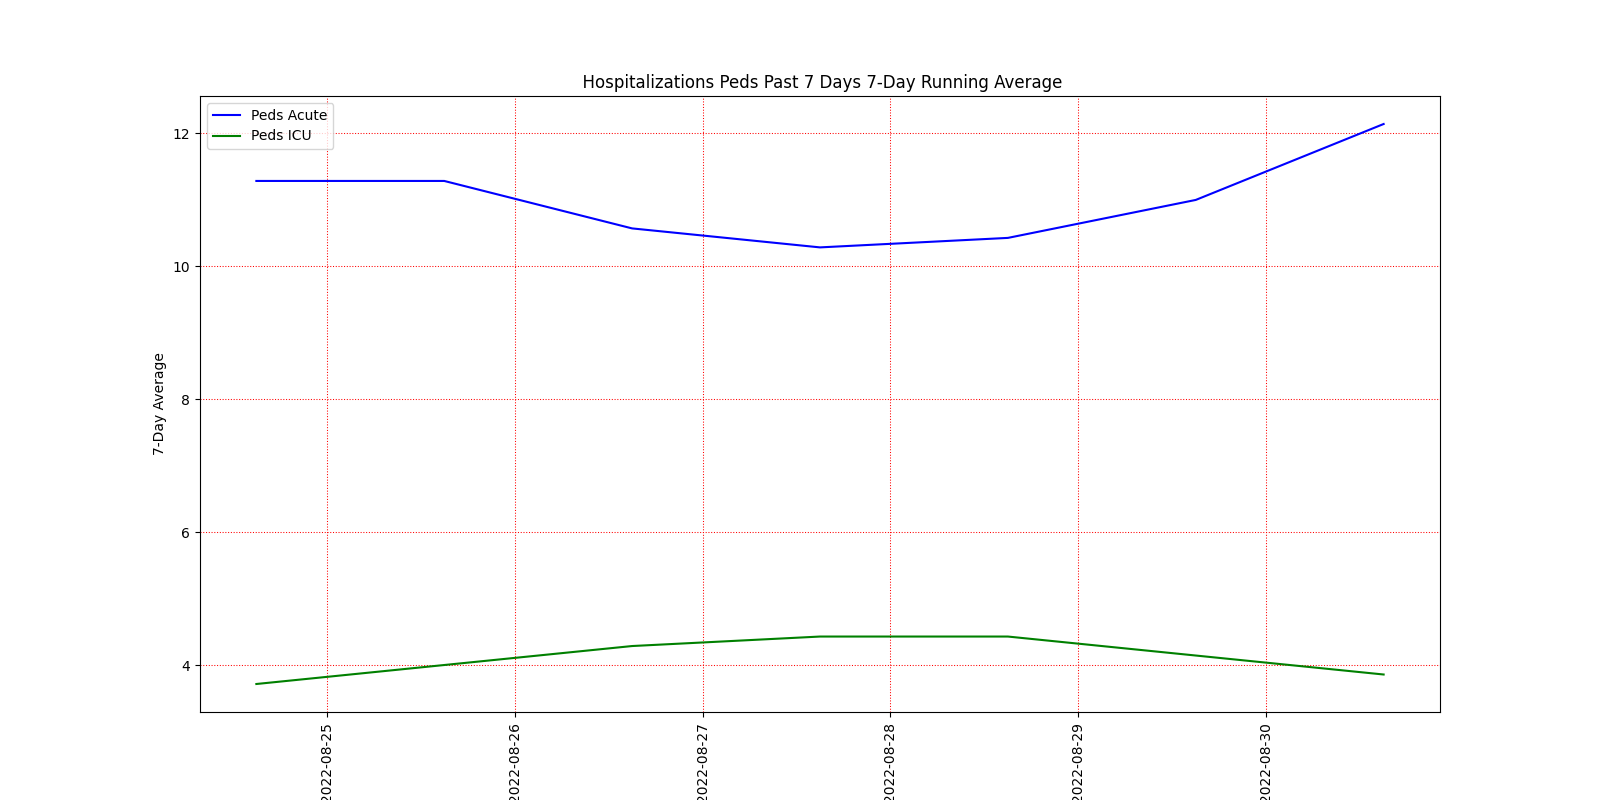 Hospitalizations Peds Past 7 Days 7-Day Running Average
Peds Acute
Peds ICU
12
10
8
6
4
7-Day Average
2022-08-25
2022-08-26
2022-08-27
2022-08-28
2022-08-29
2022-08-30